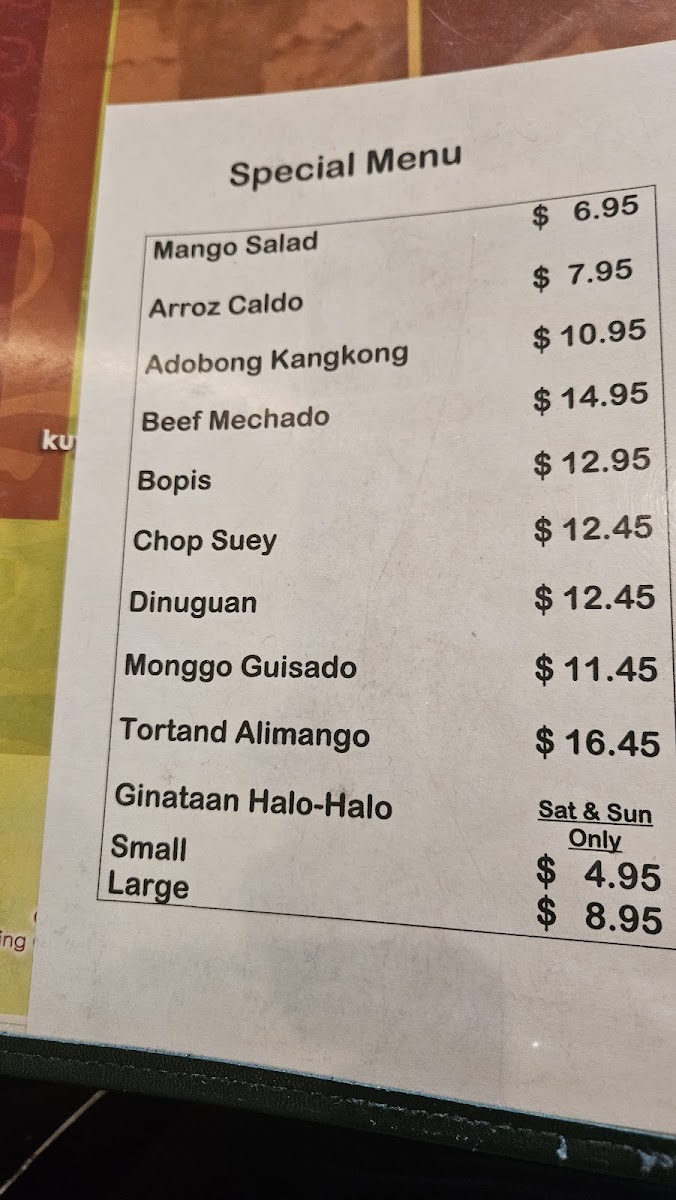 Special Menu
Mango Salad $ 6.95
Arroz Caldo $ 7.95
Adobong Kangkong $ 10.95
Beef Mechado $ 14.95
Bopis $ 12.95
Chop Suey $ 12.45
Dinuguan $ 12.45
Monggo Guisado $ 11.45
Tortand Alimango $ 16.45
Ginataan Halo-Halo Sat & Sun
Only
Small $ 4.95
Large $ 8.95
ku
ing